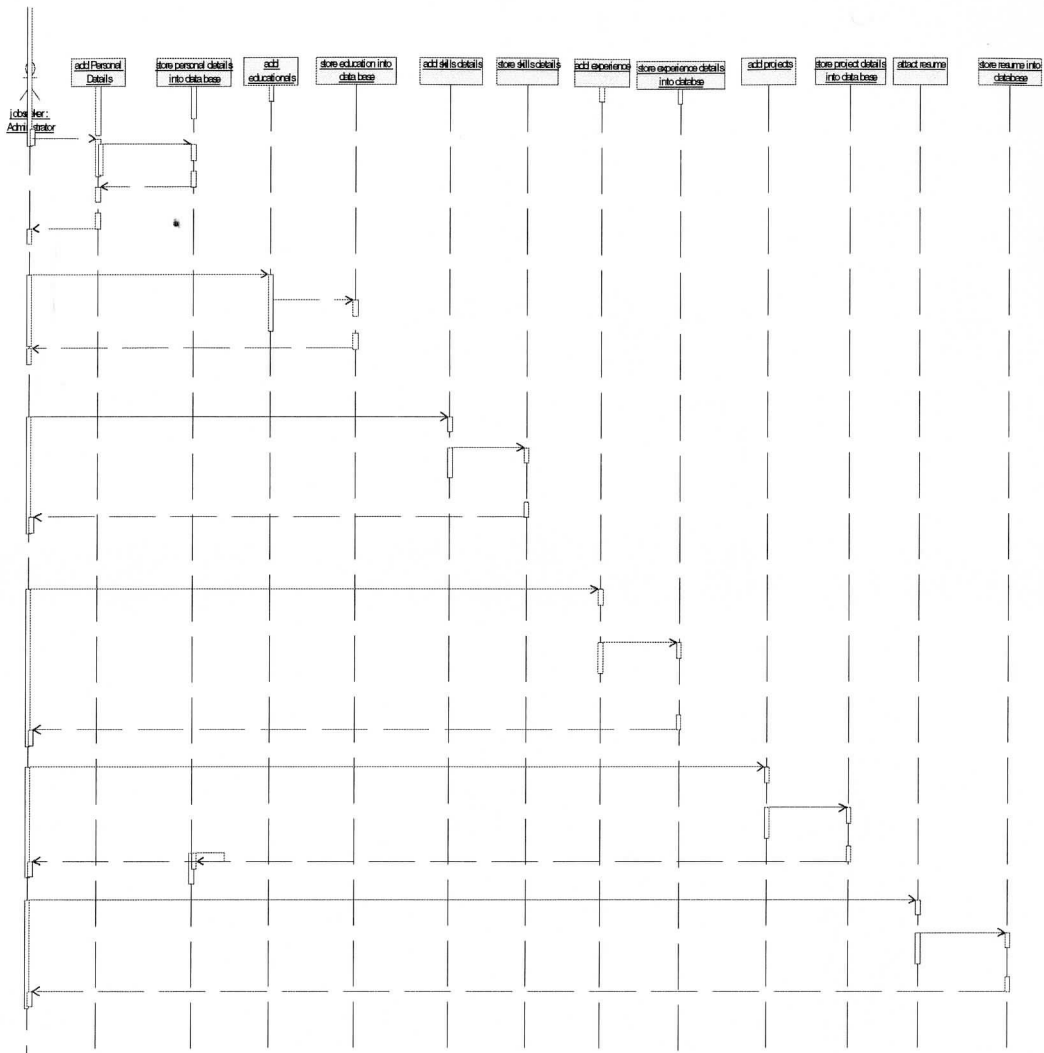 add Personal
Details
store personal details
into data base
add
educationals
store education into
data base
add skills details
store skills details
add experience
store experience details
into databse
add projects
store project details
into data base
attact resume
store resume into
database